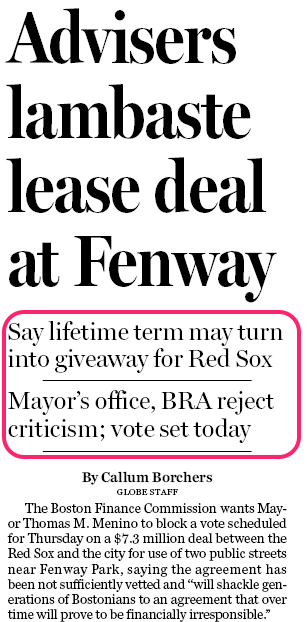 Advisers
lambaste
lease deal
at Fenway
Say lifetime term may turn
into giveaway for Red Sox
Mayor's office, BRA reject
criticism; vote set today
By Callum Borchers
GLOBE STAFF
The Boston Finance Commission wants May-
or Thomas M. Menino to block a vote scheduled
for Thursday on a $7.3 million deal between the
Red Sox and the city for use of two public streets
near Fenway Park, saying the agreement has
been not sufficiently vetted and “will shackle gen-
erations of Bostonians to an agreement that over
time will prove to be financially irresponsible.”